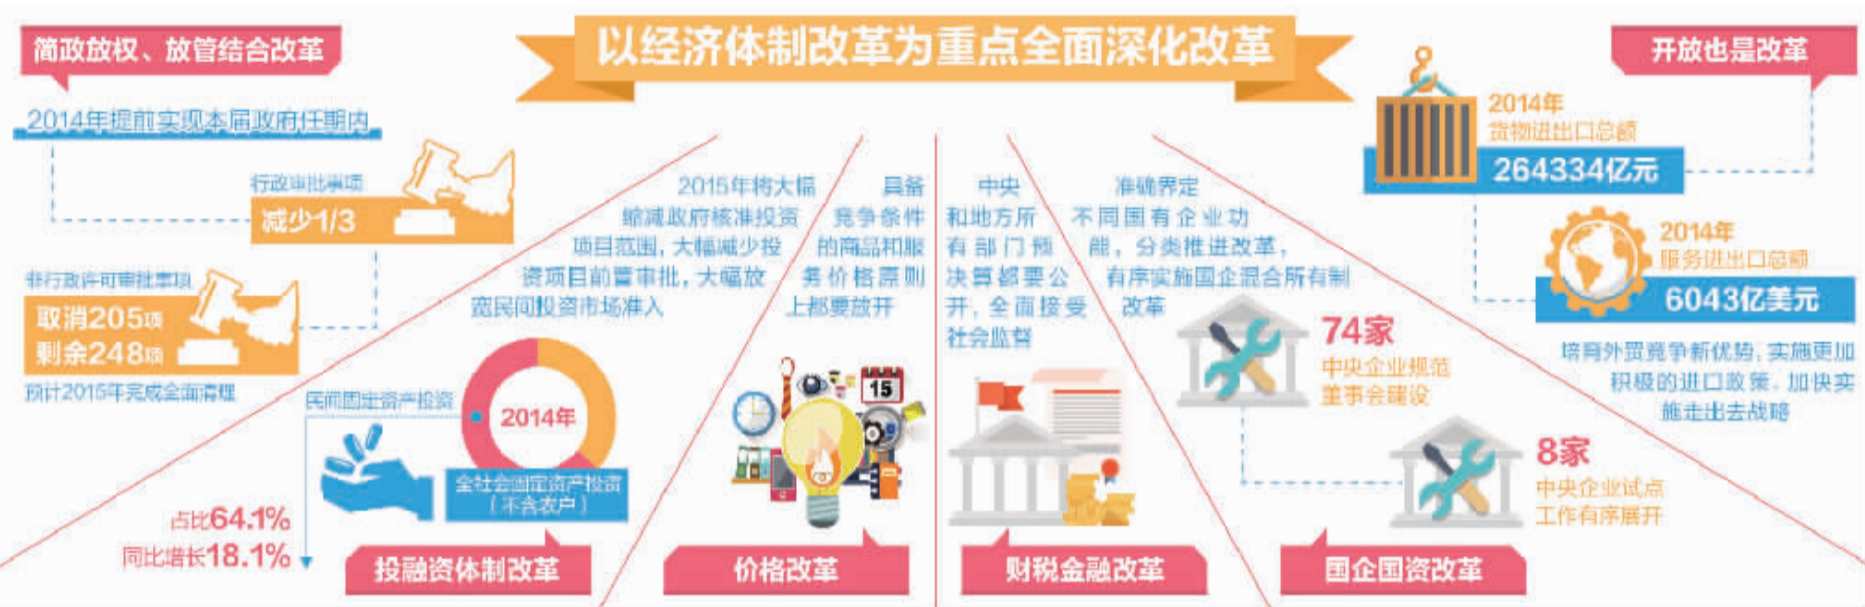 以经济体制改革为重点全面深化改革
简政放权、放管结合改革
2014年提前实现本届政府任期内
行政审批事项
减少1/3
非行政许可审批事项
取消205项
剩余248项
预计2015年完成全面清理
2015年将大幅
缩减政府核准投资
项目范围，大幅减少投
资项目前置审批，大幅放
宽民间投资市场准入
民间固定资产投资
2014年
全社会固定资产投资
（不含农户）
占比64.1%
同比增长18.1%
投融资体制改革
具备
竞争条件
的商品和服
务价格原则
上都要放开
15
价格改革
中央
和地方所
有部门预
决算都要公
开，全面接受
社会监督
财税金融改革
准确界定
不同国有企业功
能，分类推进改革，
有序实施国企混合所有制
改革
74家
中央企业规范
董事会建设
8家
中央企业试点
工作有序展开
国企国资改革
开放也是改革
2014年
货物进出口总额
264334亿元
2014年
服务进出口总额
6043亿美元
培育外贸竞争新优势，实施更加
积极的进口政策，加快实
施走出去战略